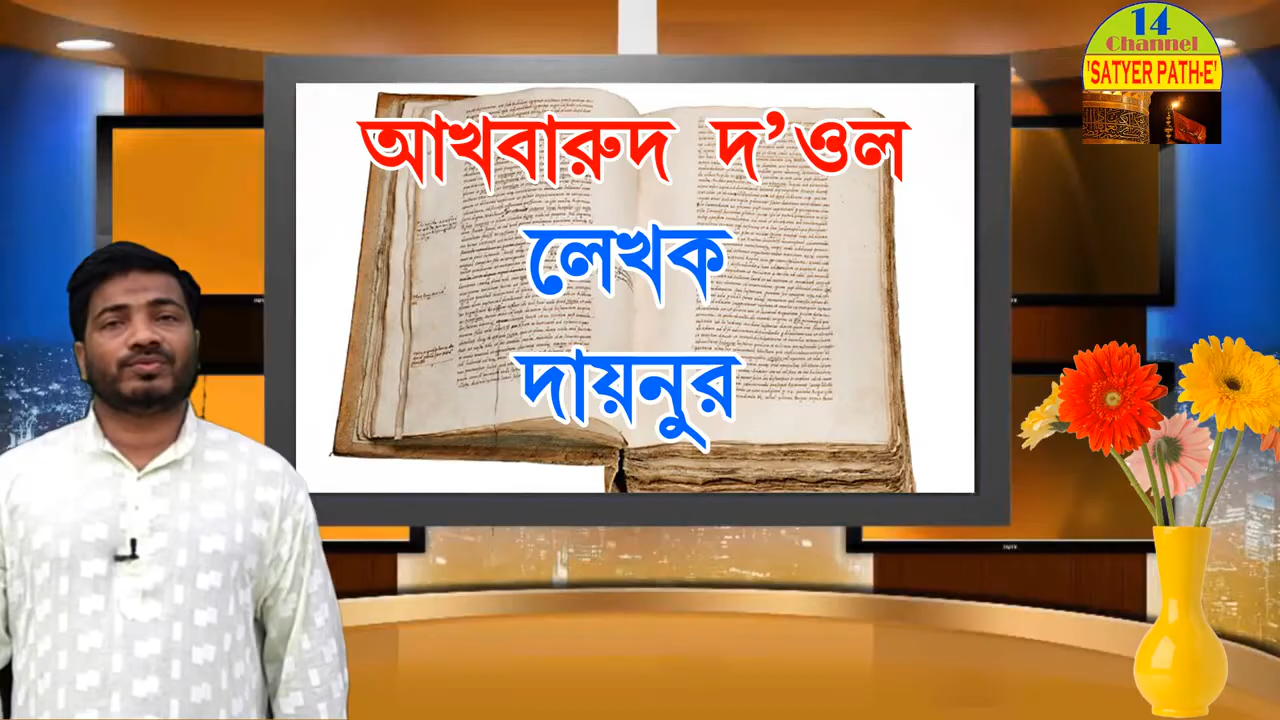 আখবারুদ দ’ওল
লেখক
দায়নুর
14
Channel
'SATYER PATH-E'